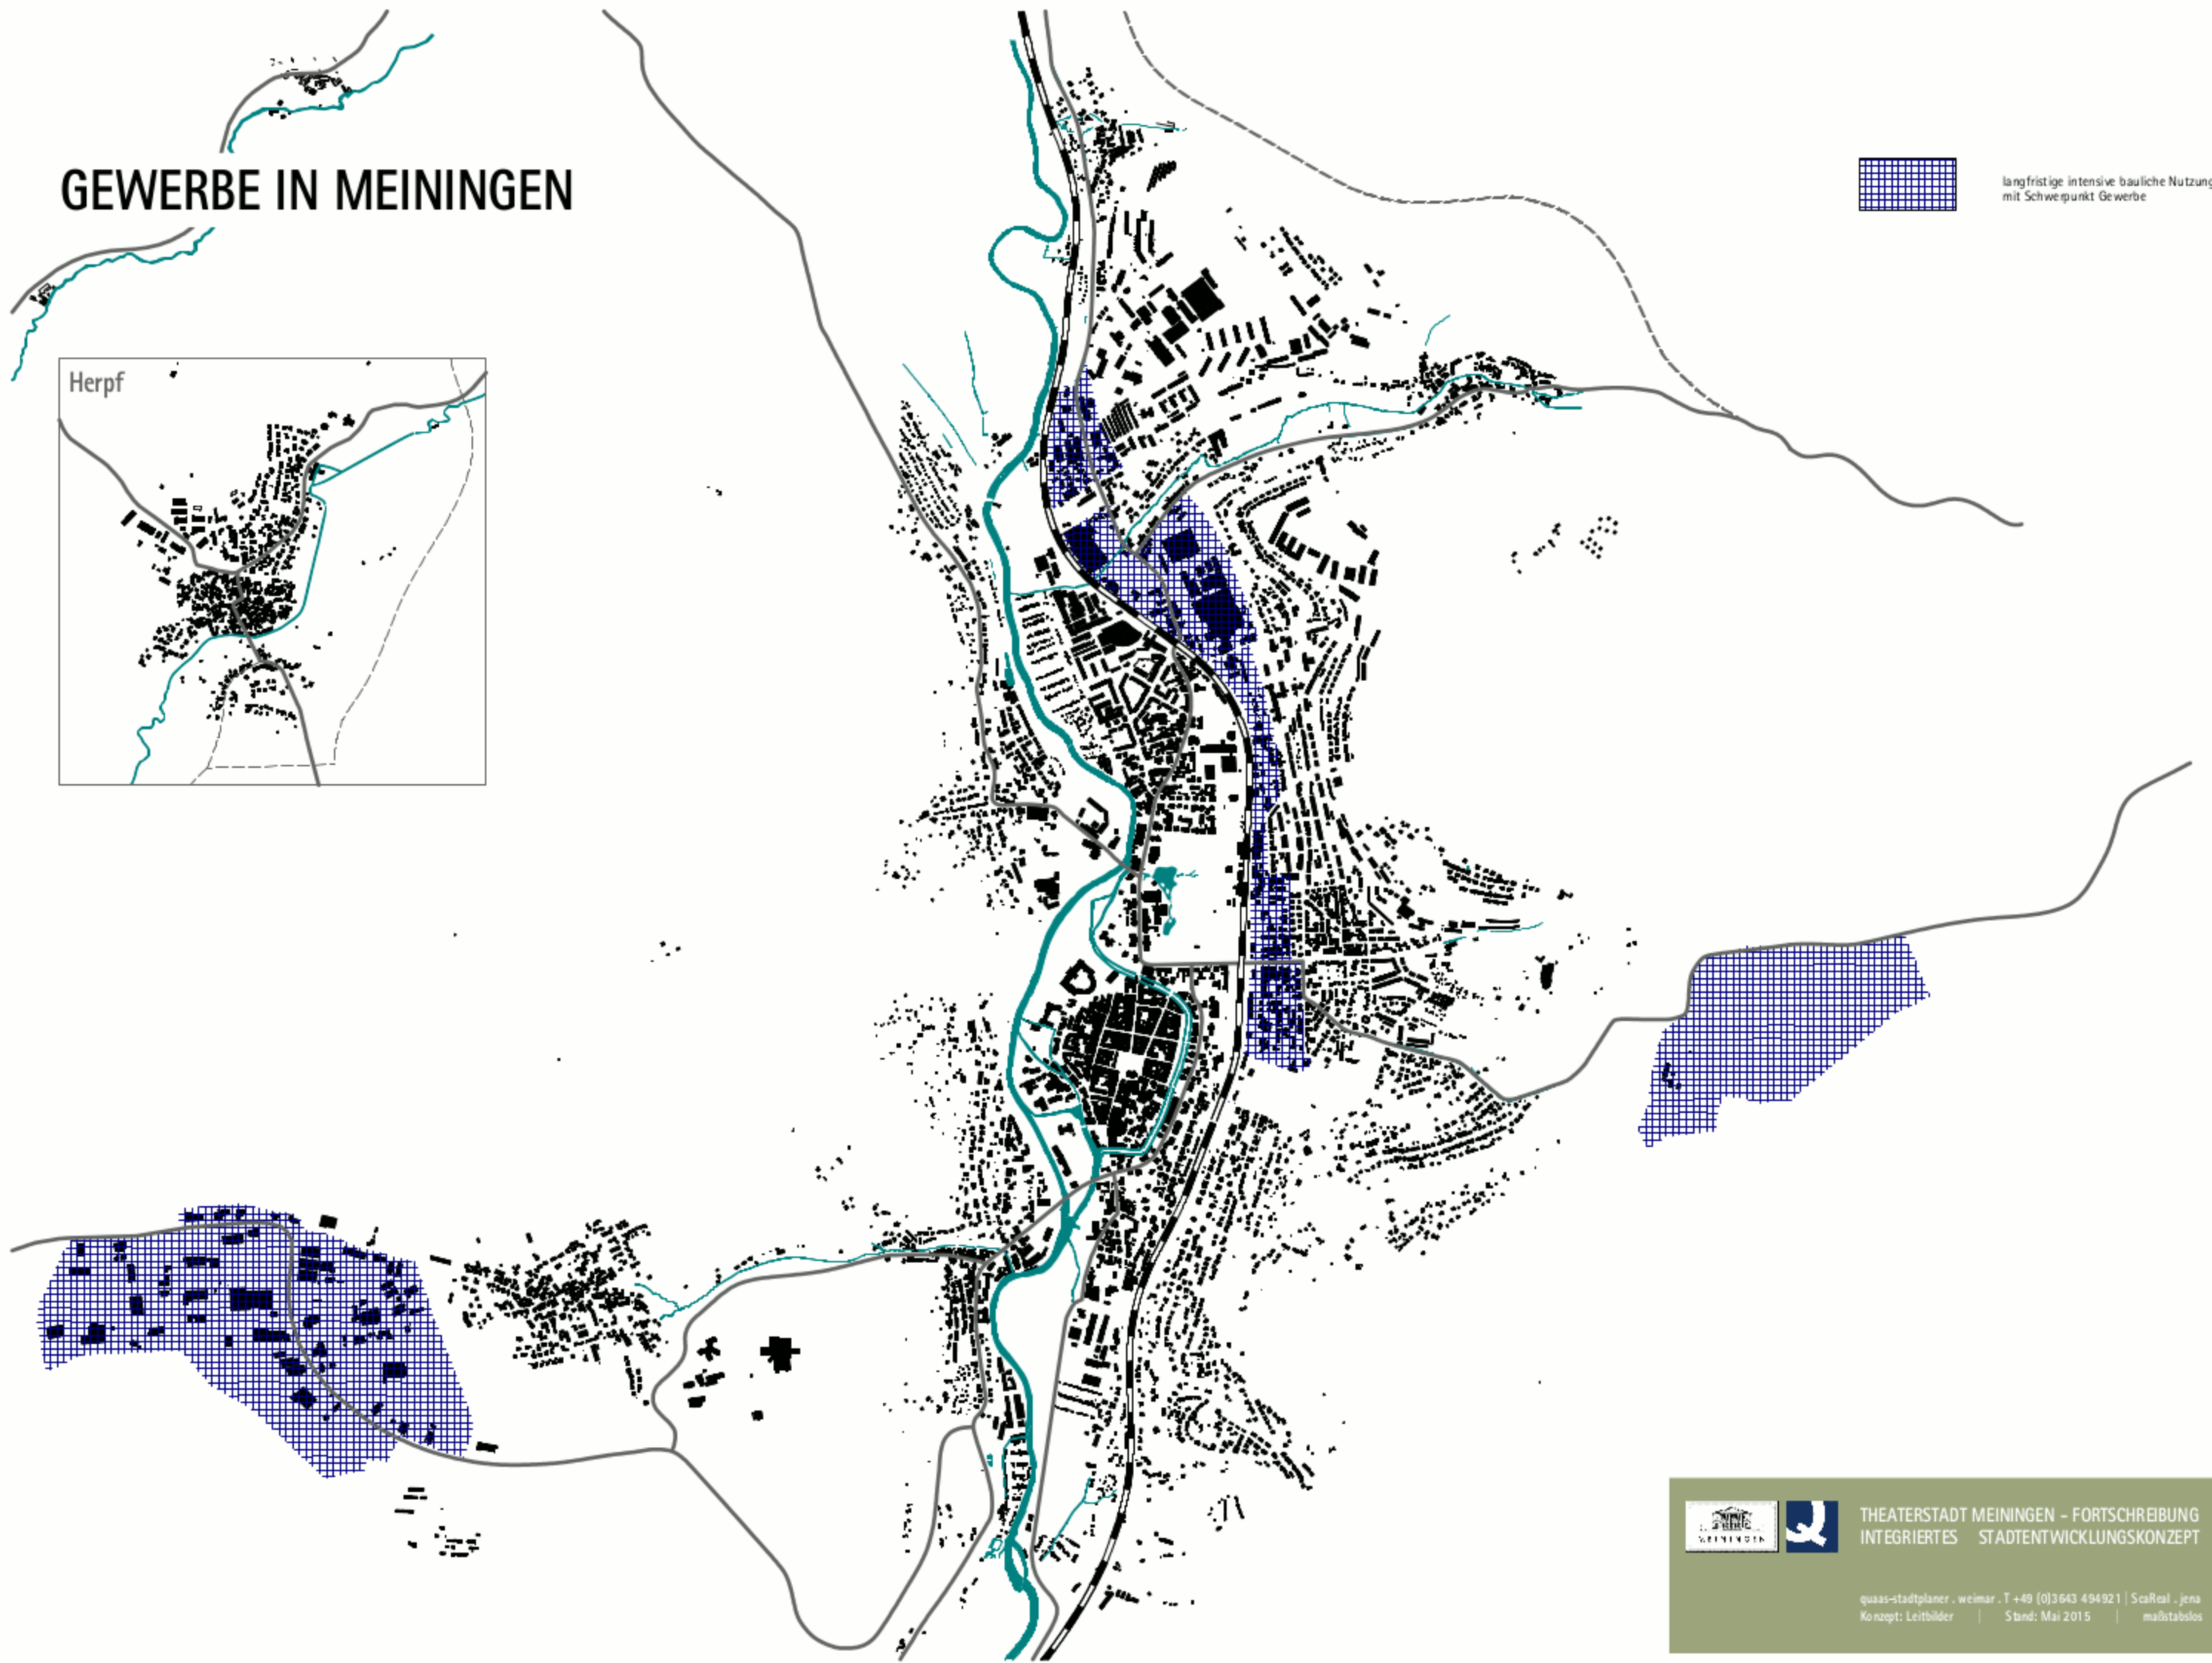 GEWERBE IN MEININGEN
langfristige intensive bauliche Nutzung
mit Schwerpunkt Gewerbe
Herpf
MEININGEN
THEATERSTADT MEININGEN – FORTSCHREIBUNG
INTEGRIERTES STADTENTWICKLUNGSKONZEPT
quaas-stadtplaner . weimar . T +49 (0)3643 494921 | ScaReal . jena
Konzept: Leitbilder | Stand: Mai 2015 | maßstabslos